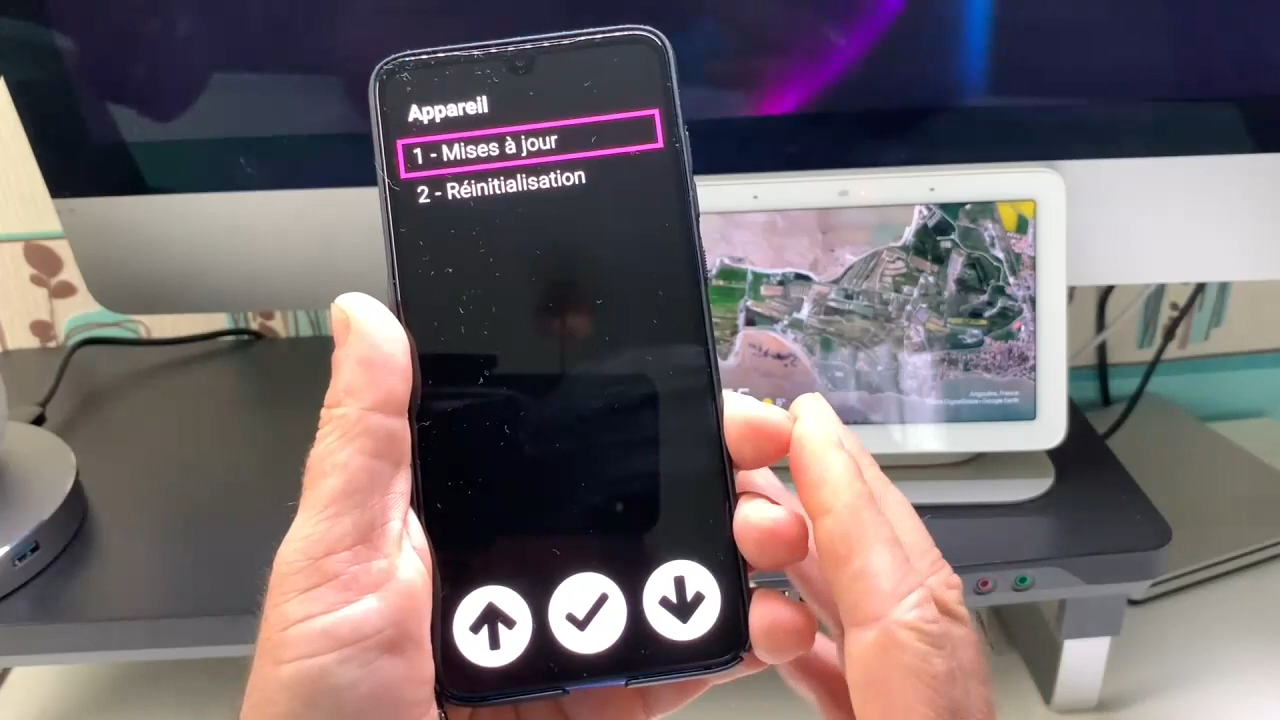 Appareil
1 - Mises à jour
2 - Réinitialisation